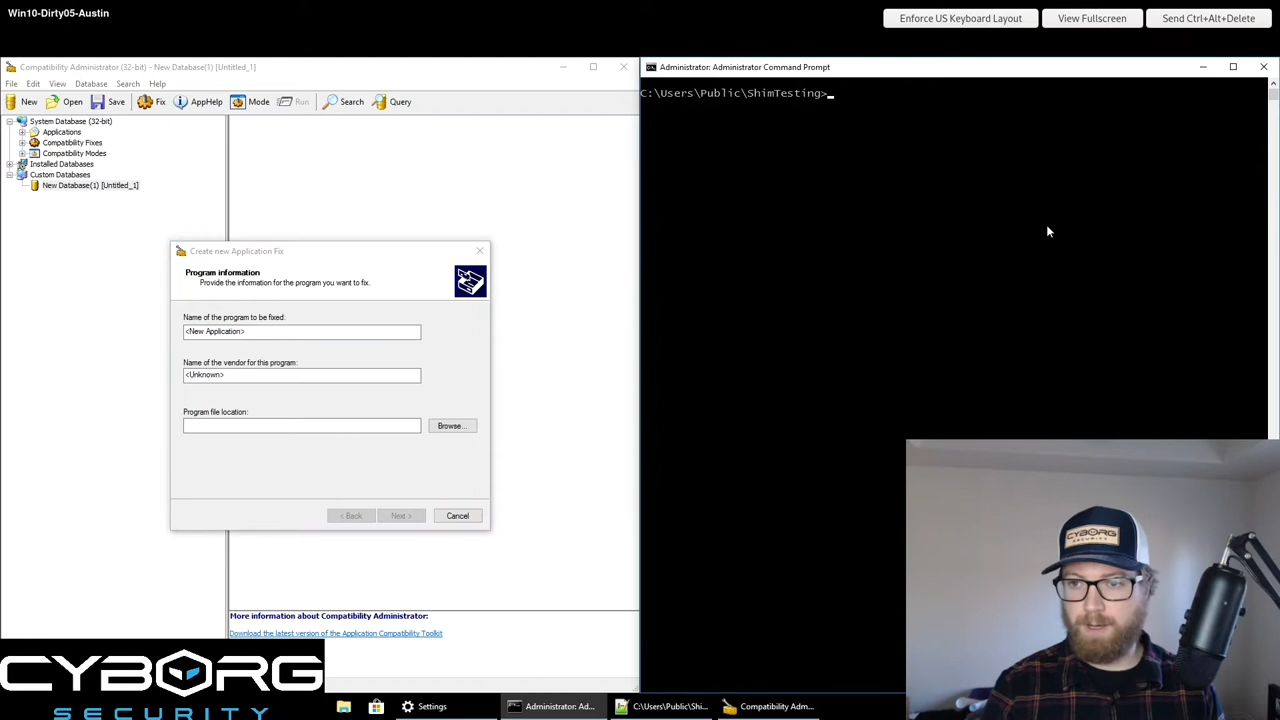 Win10-Dirty05-Austin
Enforce US Keyboard Layout
View Fullscreen
Send Ctrl+Alt+Delete
Compatibility Administrator (32-bit) - New Database(1) [Untitled_1]
File Edit View Database Search Help
New Open Save Fix AppHelp Mode Run Search Query
System Database (32-bit)
Applications
Compatibility Fixes
Compatibility Modes
Installed Databases
Custom Databases
New Database(1) [Untitled_1]
Create new Application Fix
Program information
Provide the information for the program you want to fix.
Name of the program to be fixed:
<New Application>
Name of the vendor for this program:
<Unknown>
Program file location:
Browse...
< Back Next > Cancel
More information about Compatibility Administrator:
Download the latest version of the Application Compatibility Toolkit
Administrator: Administrator Command Prompt
C:\Users\Public\ShimTesting>
CYBORG
SECURITY
CYBORG
SECURITY
Settings
Administrator: Ad...
C:\Users\Public\Shi...
Compatibility Adm...